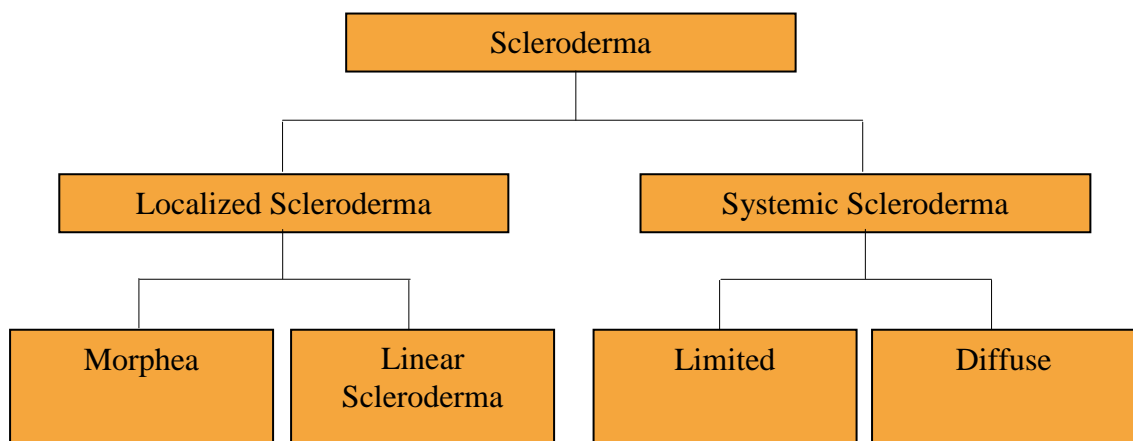 Scleroderma
Localized Scleroderma
Systemic Scleroderma
Morphea
Linear
Scleroderma
Limited
Diffuse